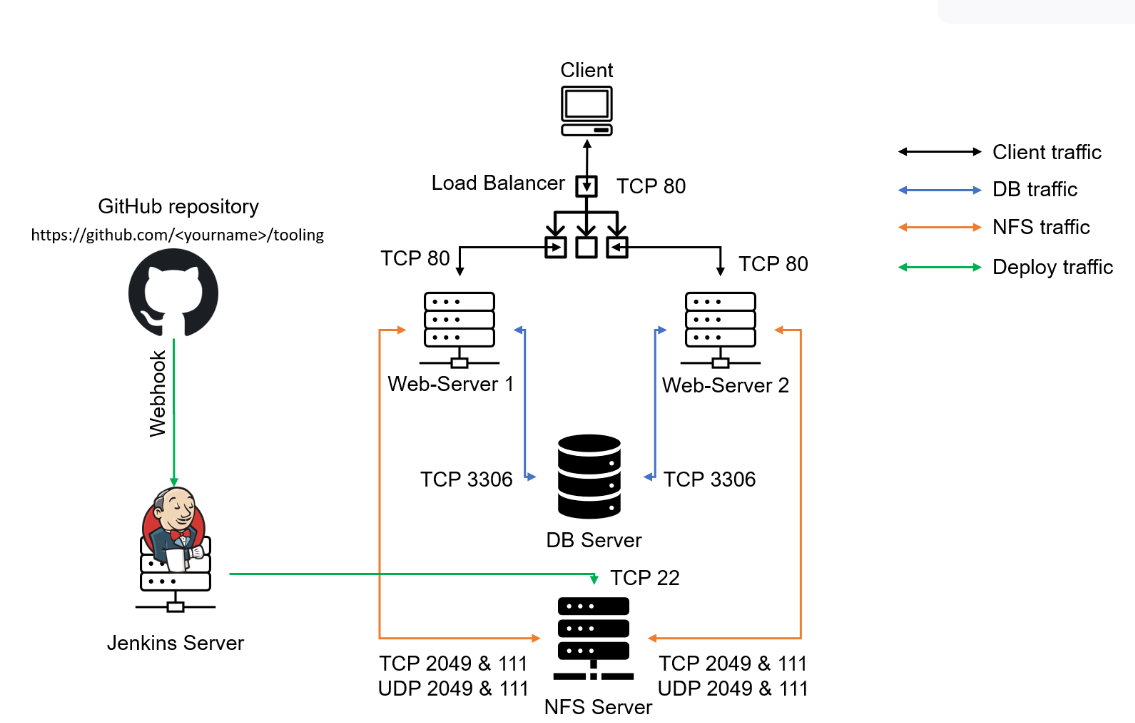 Client
Load Balancer
TCP 80
GitHub repository
https://github.com/<yourname>/tooling
TCP 80
TCP 80
Client traffic
DB traffic
NFS traffic
Deploy traffic
Webhook
Web-Server 1
Web-Server 2
TCP 3306
TCP 3306
DB Server
TCP 22
Jenkins Server
TCP 2049 & 111
UDP 2049 & 111
TCP 2049 & 111
UDP 2049 & 111
NFS Server